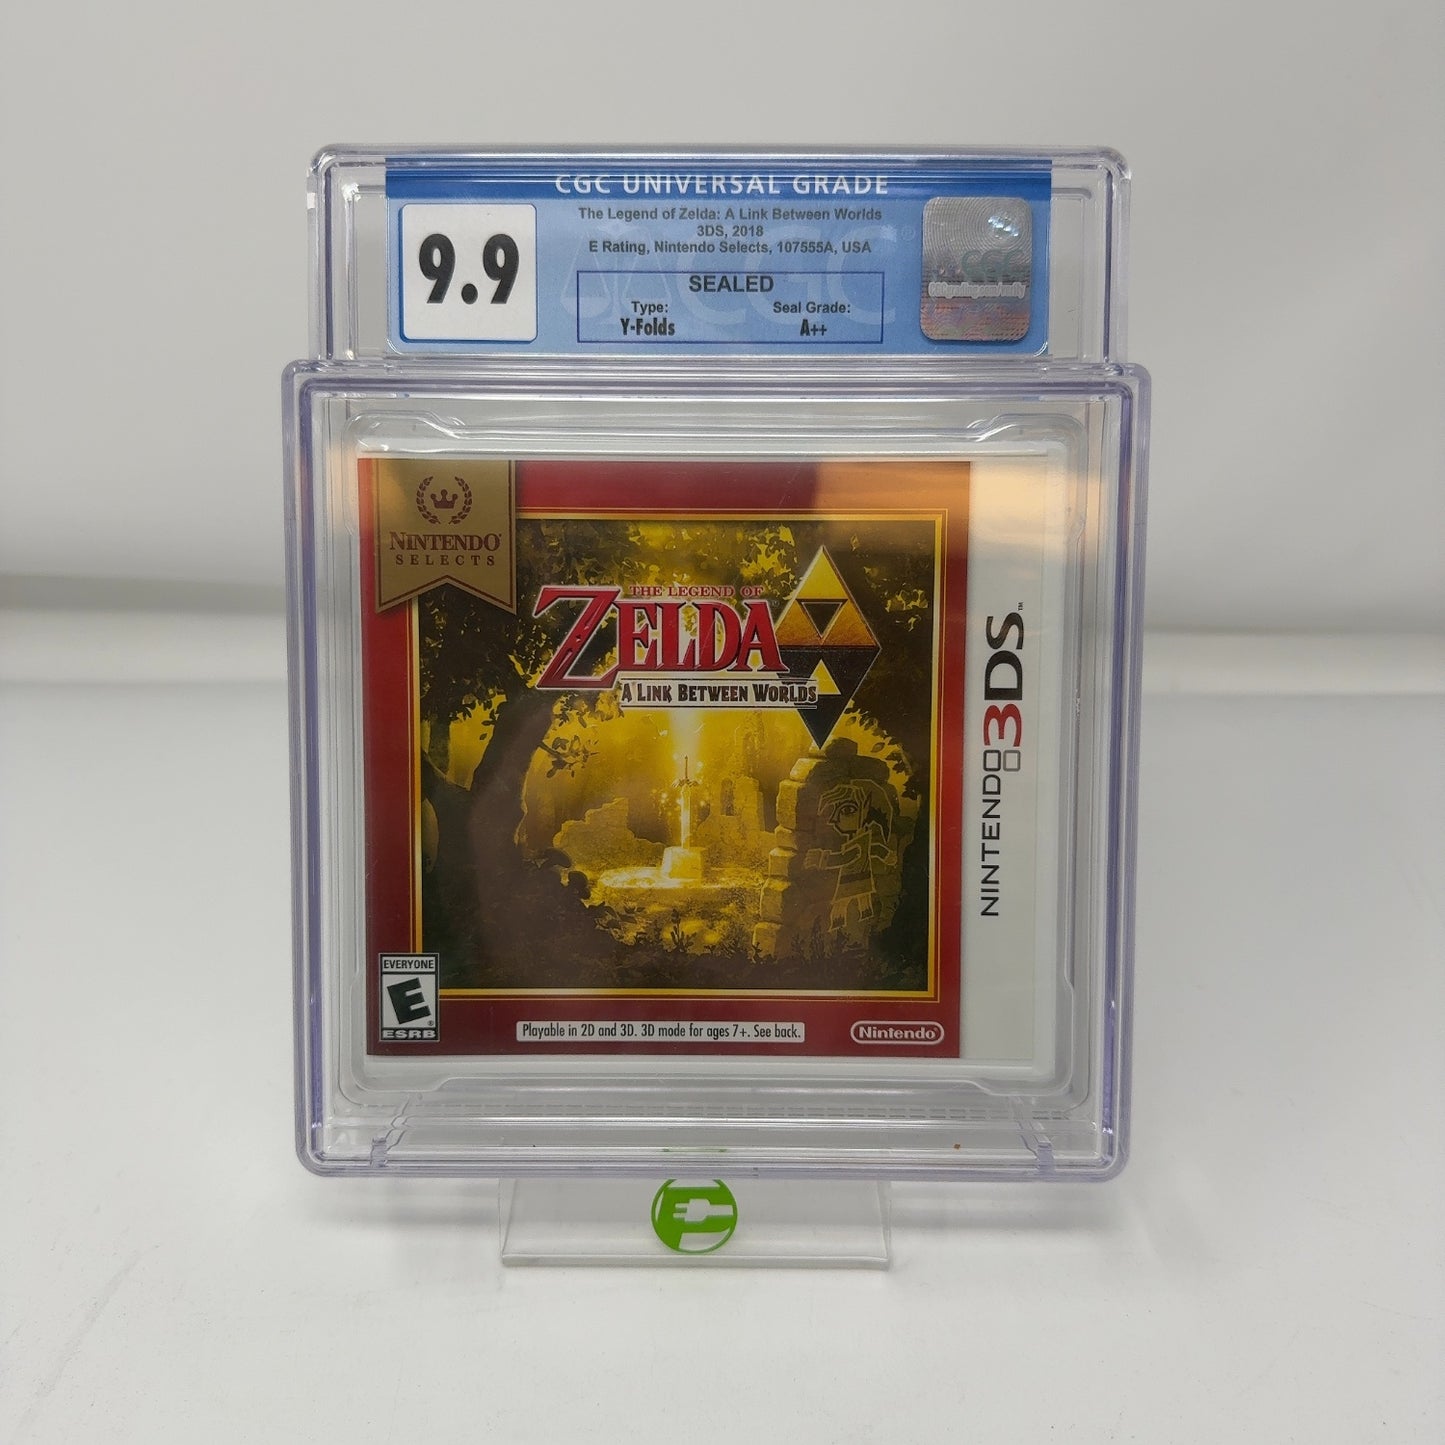 CGC UNIVERSAL GRADE
9.9
The Legend of Zelda: A Link Between Worlds
3DS, 2018
E Rating, Nintendo Selects, 107555A, USA
SEALED
Type:
Y-Folds
Seal Grade:
A++
CGC
NINTENDO
SELECTS
THE LEGEND OF
ZELDA
A LINK BETWEEN WORLDS
NINTENDO 3DS™
EVERYONE
E
ESRB
Playable in 2D and 3D. 3D mode for ages 7+. See back.
Nintendo®